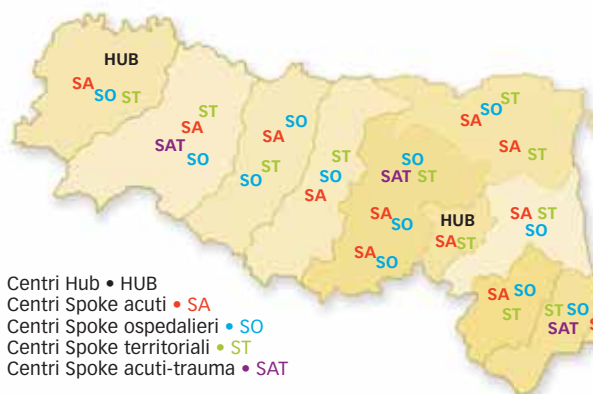 HUB
SA
SO ST
ST
SA
SAT
SO
SO
SA
ST
SO
ST
SO
SA
SO
SAT ST
SA
SO
SA
SO
ST
SO
SA
SA
ST
HUB
SA ST
SA ST
SO
SA SO
ST
ST SO
SAT
Centri Hub • HUB
Centri Spoke acuti • SA
Centri Spoke ospedalieri • SO
Centri Spoke territoriali • ST
Centri Spoke acuti-trauma • SAT